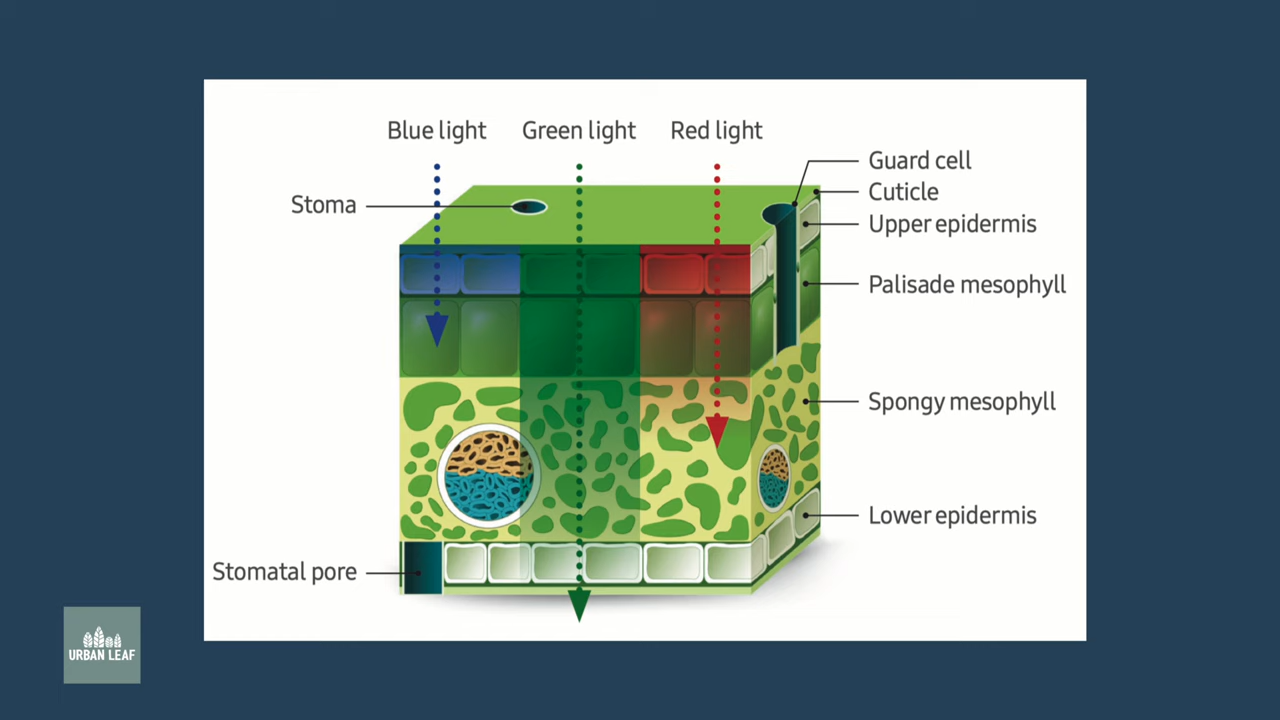 Blue light
Green light
Red light
Guard cell
Cuticle
Stoma
Upper epidermis
Palisade mesophyll
Spongy mesophyll
Lower epidermis
Stomatal pore
URBAN LEAF